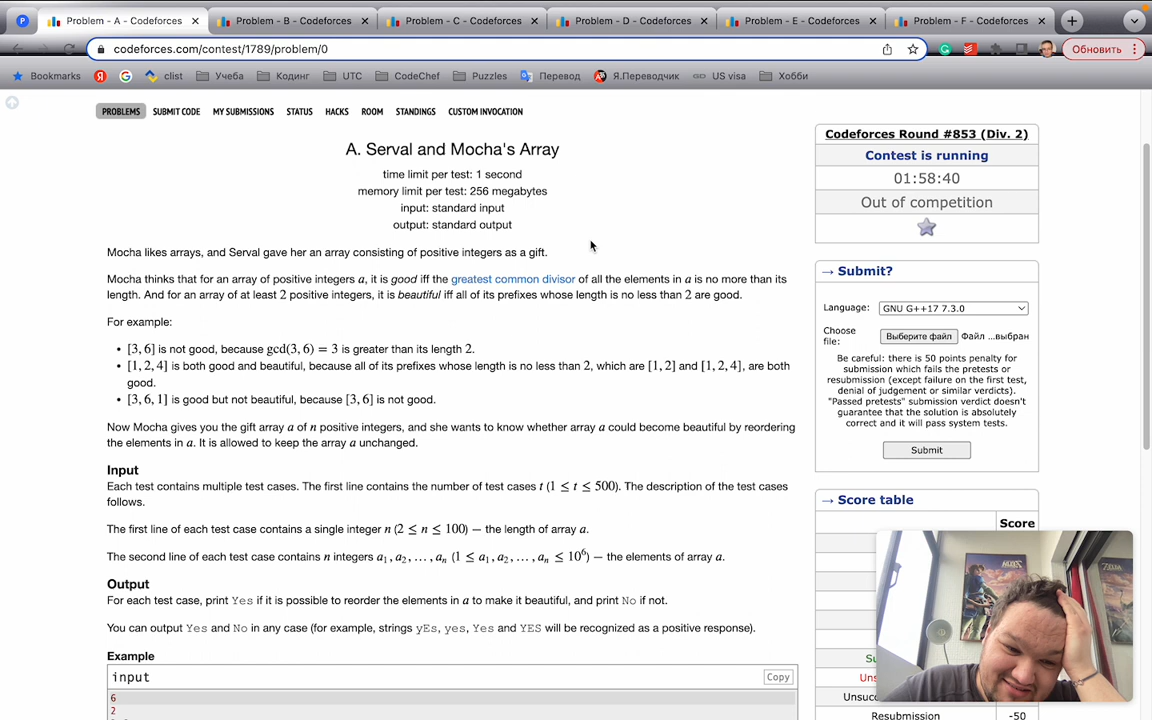 Problem - A - Codeforces
Problem - B - Codeforces
Problem - C - Codeforces
Problem - D - Codeforces
Problem - E - Codeforces
Problem - F - Codeforces
codeforces.com/contest/1789/problem/0
Обновить
Bookmarks
clist
Учеба
Кодинг
UTC
CodeChef
Puzzles
Перевод
Я.Переводчик
US visa
Хобби
PROBLEMS SUBMIT CODE MY SUBMISSIONS STATUS HACKS ROOM STANDINGS CUSTOM INVOCATION
A. Serval and Mocha's Array
time limit per test: 1 second
memory limit per test: 256 megabytes
input: standard input
output: standard output
Mocha likes arrays, and Serval gave her an array consisting of positive integers as a gift.
Mocha thinks that for an array of positive integers a, it is good iff the greatest common divisor of all the elements in a is no more than its
length. And for an array of at least 2 positive integers, it is beautiful iff all of its prefixes whose length is no less than 2 are good.
For example:
• [3, 6] is not good, because gcd(3, 6) = 3 is greater than its length 2.
• [1, 2, 4] is both good and beautiful, because all of its prefixes whose length is no less than 2, which are [1, 2] and [1, 2, 4], are both
good.
• [3, 6, 1] is good but not beautiful, because [3, 6] is not good.
Now Mocha gives you the gift array a of n positive integers, and she wants to know whether array a could become beautiful by reordering
the elements in a. It is allowed to keep the array a unchanged.
Input
Each test contains multiple test cases. The first line contains the number of test cases t (1 ≤ t ≤ 500). The description of the test cases
follows.
The first line of each test case contains a single integer n (2 ≤ n ≤ 100) — the length of array a.
The second line of each test case contains n integers a₁, a₂, … , aₙ (1 ≤ a₁, a₂, … , aₙ ≤ 10⁶) — the elements of array a.
Output
For each test case, print Yes if it is possible to reorder the elements in a to make it beautiful, and print No if not.
You can output Yes and No in any case (for example, strings yEs, yes, Yes and YES will be recognized as a positive response).
Example
input
Copy
6
2
Codeforces Round #853 (Div. 2)
Contest is running
01:58:40
Out of competition
→ Submit?
Language: GNU G++17 7.3.0
Choose
file:
Выберите файл
Файл ...выбран
Be careful: there is 50 points penalty for
submission which fails the pretests or
resubmission (except failure on the first test,
denial of judgement or similar verdicts).
"Passed pretests" submission verdict doesn't
guarantee that the solution is absolutely
correct and it will pass system tests.
Submit
→ Score table
Score
Resubmission
-50